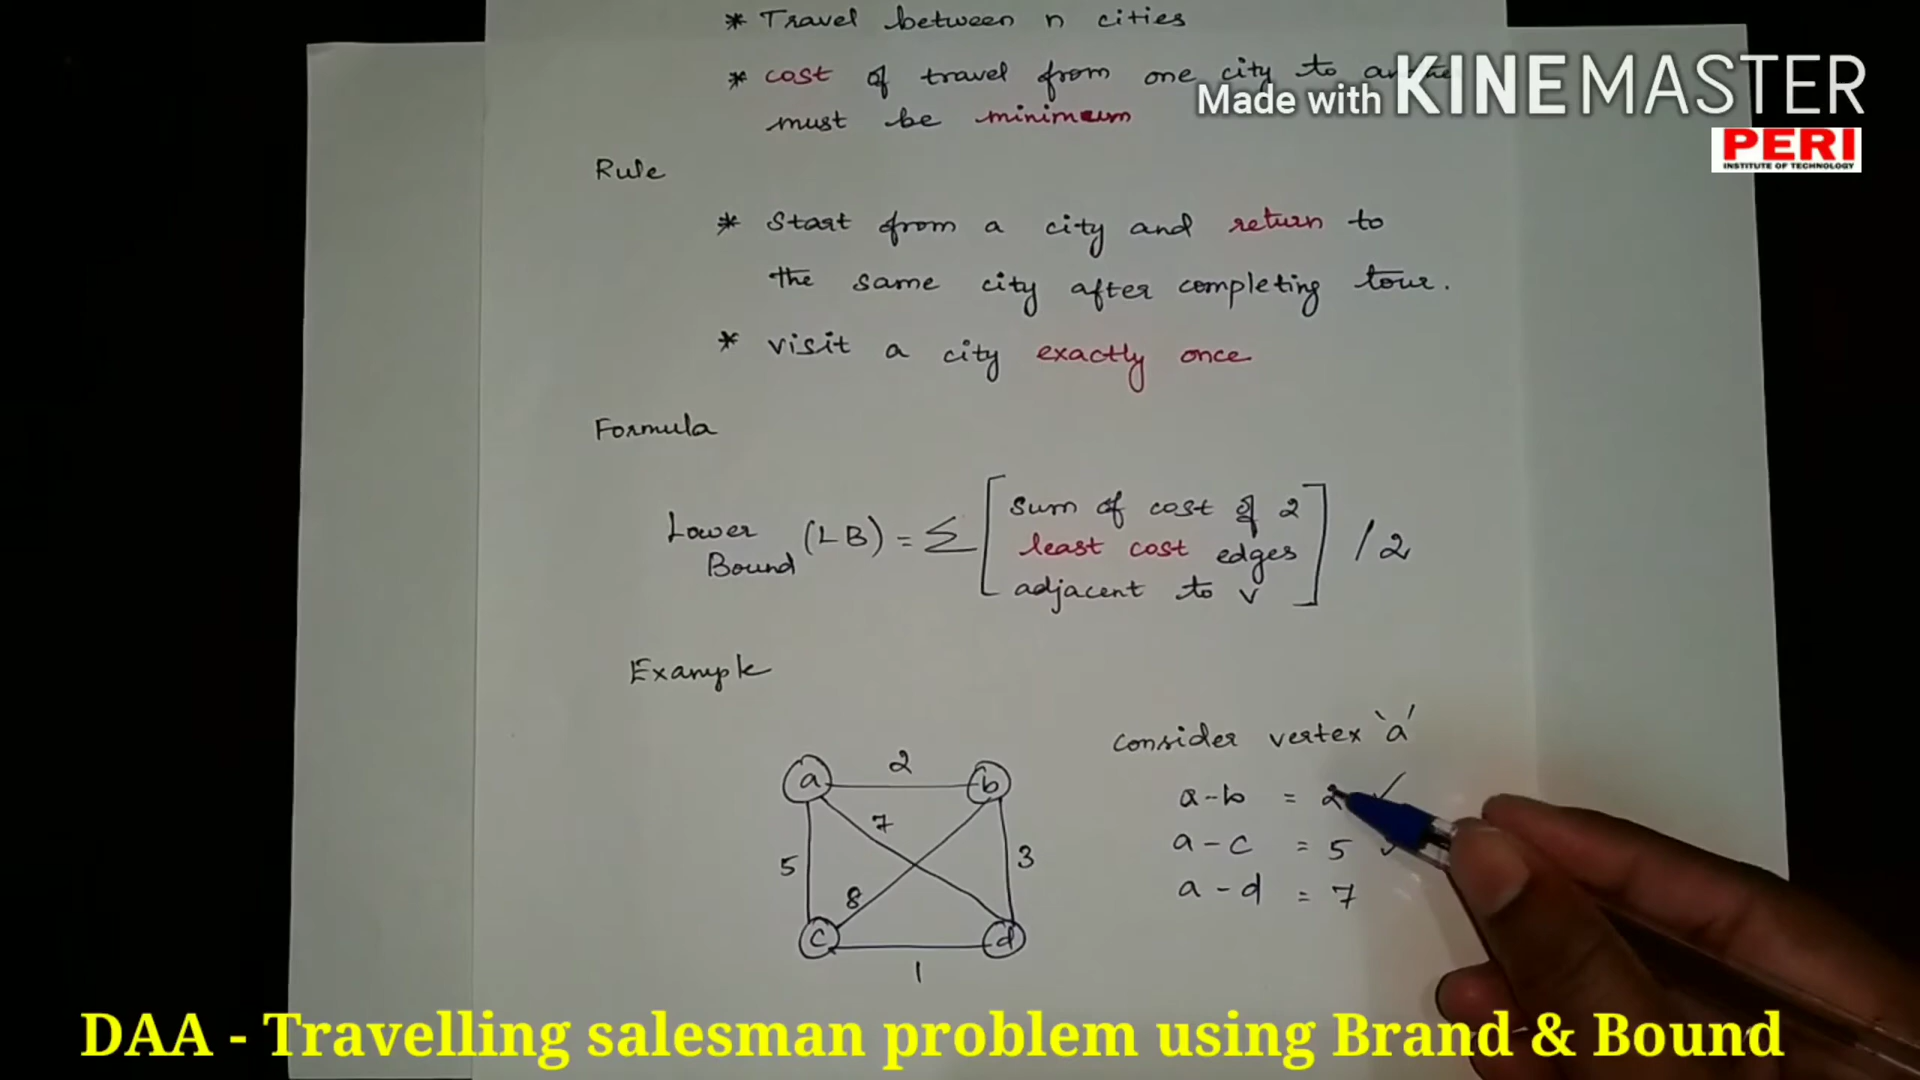 * Travel between n cities
* cost of travel from one city to
Made with KINEMASTER
must be minimum
PERI
INSTITUTE OF TECHNOLOGY
Rule
* Start from a city and return to
the same city after completing tour.
* visit a city exactly once
Formula
Lower Bound (LB) = Σ [ sum of cost of 2
least cost edges
adjacent to v ] / 2
Example
consider vertex 'a'
a-b = 2 ✓
a-c = 5 ✓
a-d = 7
a 2 b
7
5 3
8
c d
1
DAA - Travelling salesman problem using Brand & Bound